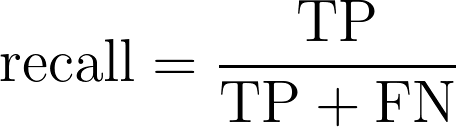 recall = TP / TP + FN